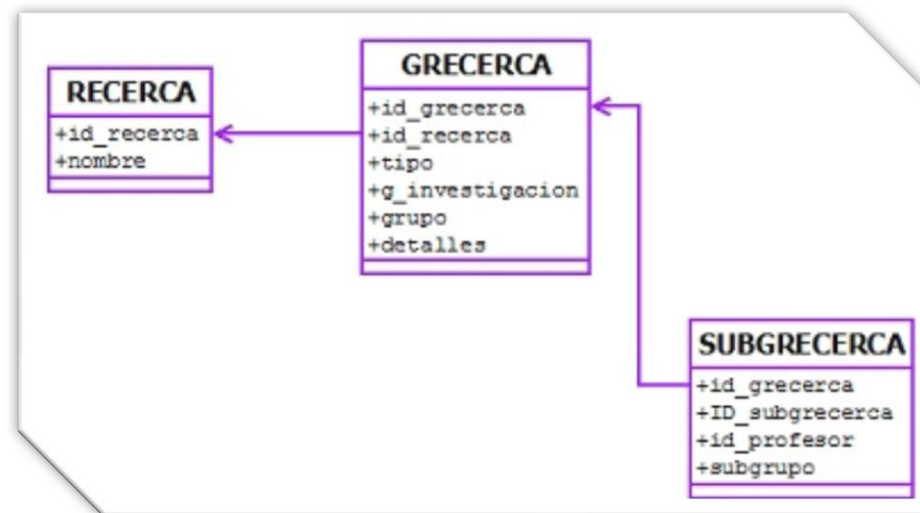 RECERCA
+id_recerca
+nombre
GRECERCA
+id_grecerca
+id_recerca
+tipo
+g_investigacion
+grupo
+detalles
SUBGRECERCA
+id_grecerca
+ID_subgrecerca
+id_profesor
+subgrupo